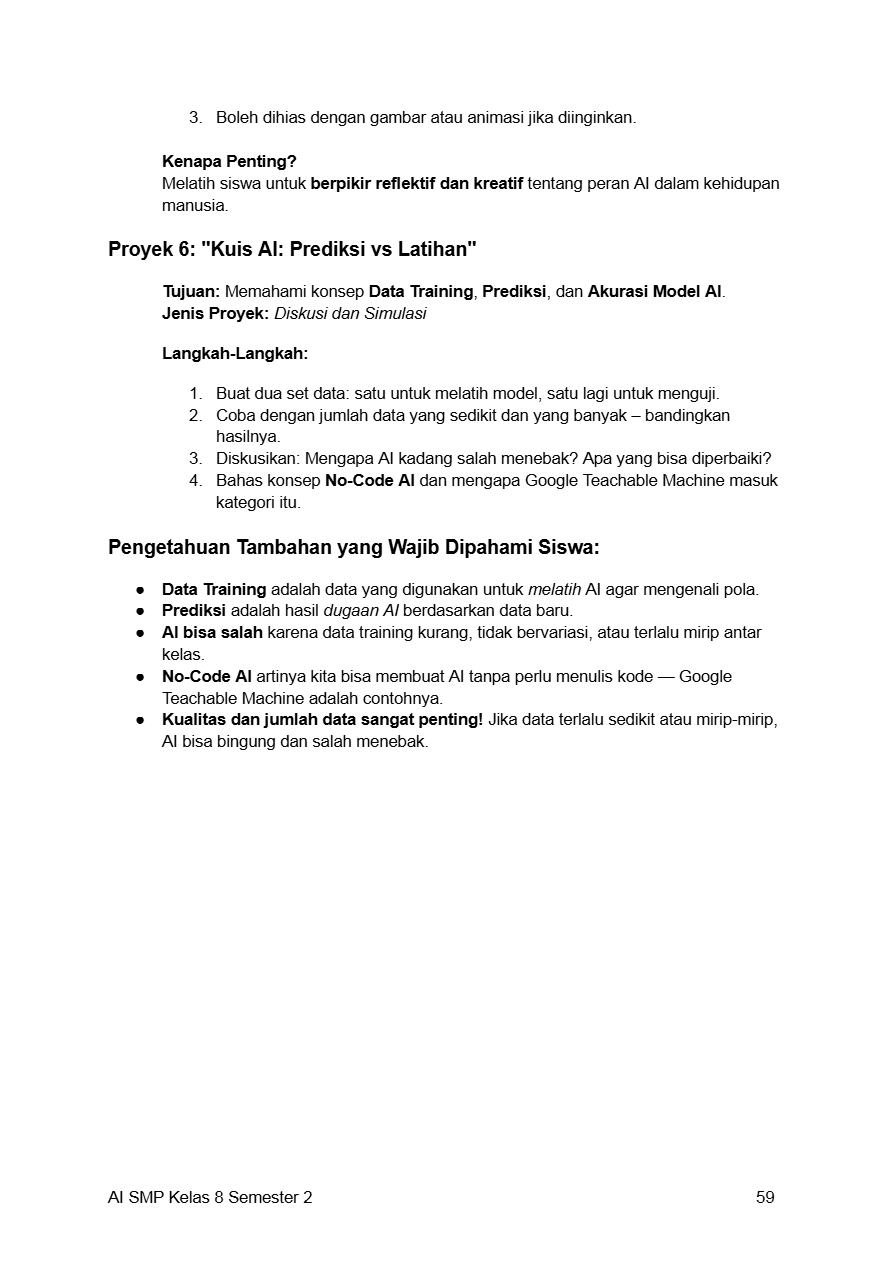 3. Boleh dihias dengan gambar atau animasi jika diinginkan.
Kenapa Penting?
Melatih siswa untuk berpikir reflektif dan kreatif tentang peran AI dalam kehidupan
manusia.
Proyek 6: "Kuis AI: Prediksi vs Latihan"
Tujuan: Memahami konsep Data Training, Prediksi, dan Akurasi Model AI.
Jenis Proyek: Diskusi dan Simulasi
Langkah-Langkah:
1. Buat dua set data: satu untuk melatih model, satu lagi untuk menguji.
2. Coba dengan jumlah data yang sedikit dan yang banyak – bandingkan
hasilnya.
3. Diskusikan: Mengapa AI kadang salah menebak? Apa yang bisa diperbaiki?
4. Bahas konsep No-Code AI dan mengapa Google Teachable Machine masuk
kategori itu.
Pengetahuan Tambahan yang Wajib Dipahami Siswa:
● Data Training adalah data yang digunakan untuk melatih AI agar mengenali pola.
● Prediksi adalah hasil dugaan AI berdasarkan data baru.
● AI bisa salah karena data training kurang, tidak bervariasi, atau terlalu mirip antar
kelas.
● No-Code AI artinya kita bisa membuat AI tanpa perlu menulis kode — Google
Teachable Machine adalah contohnya.
● Kualitas dan jumlah data sangat penting! Jika data terlalu sedikit atau mirip-mirip,
AI bisa bingung dan salah menebak.
AI SMP Kelas 8 Semester 2 59